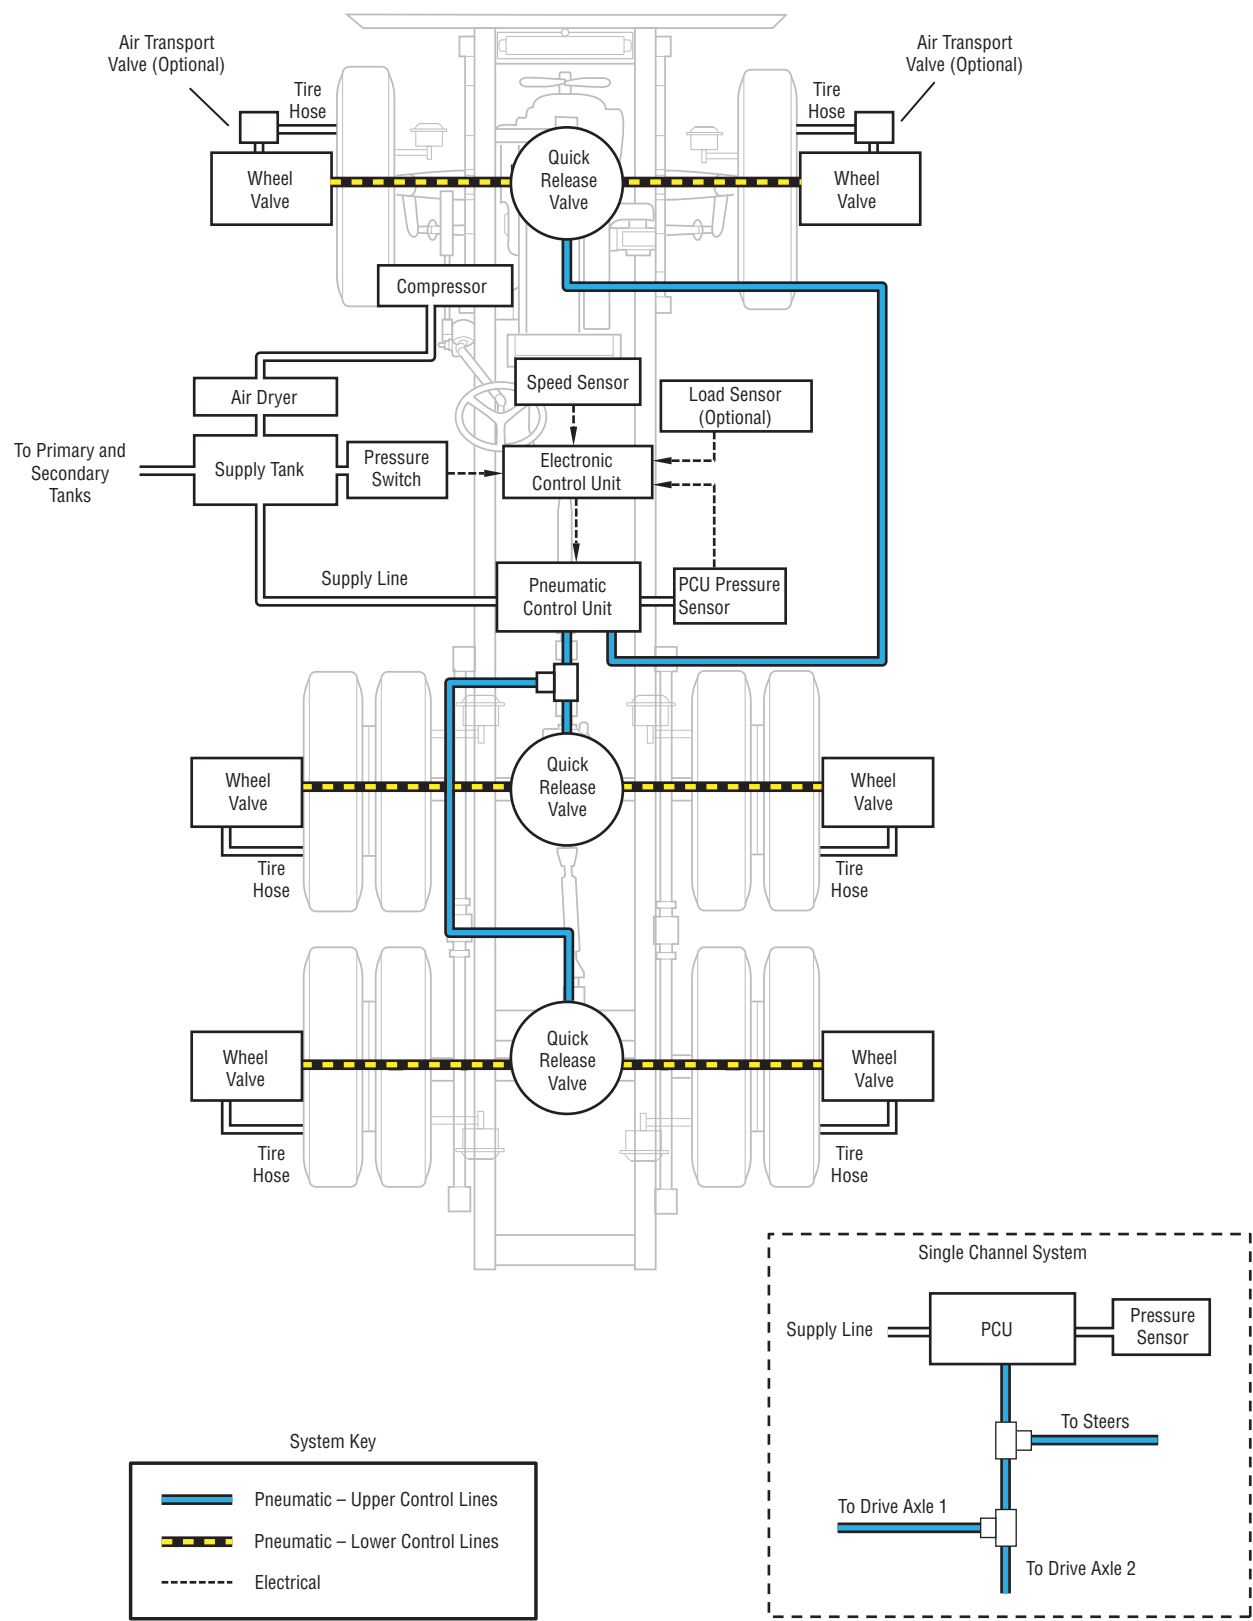 Air Transport
Valve (Optional)
Air Transport
Valve (Optional)
Tire
Hose
Tire
Hose
Wheel
Valve
Quick
Release
Valve
Wheel
Valve
Compressor
Speed Sensor
Load Sensor
(Optional)
Air Dryer
To Primary and
Secondary
Tanks
Supply Tank
Pressure
Switch
Electronic
Control Unit
Supply Line
Pneumatic
Control Unit
PCU Pressure
Sensor
Wheel
Valve
Quick
Release
Valve
Wheel
Valve
Tire
Hose
Tire
Hose
Wheel
Valve
Quick
Release
Valve
Wheel
Valve
Tire
Hose
Tire
Hose
Single Channel System
Supply Line
PCU
Pressure
Sensor
To Steers
To Drive Axle 1
To Drive Axle 2
System Key
Pneumatic – Upper Control Lines
Pneumatic – Lower Control Lines
Electrical